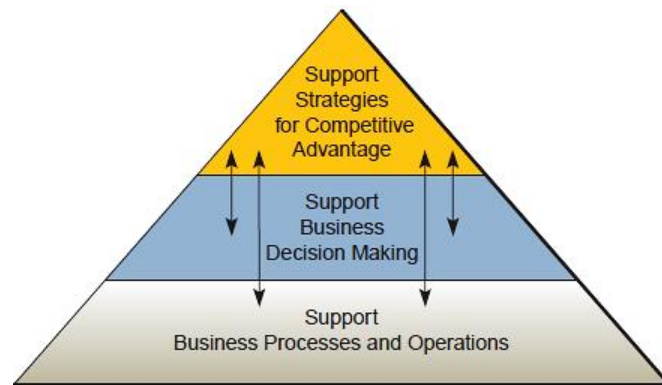 Support
Strategies
for Competitive
Advantage
Support
Business
Decision Making
Support
Business Processes and Operations